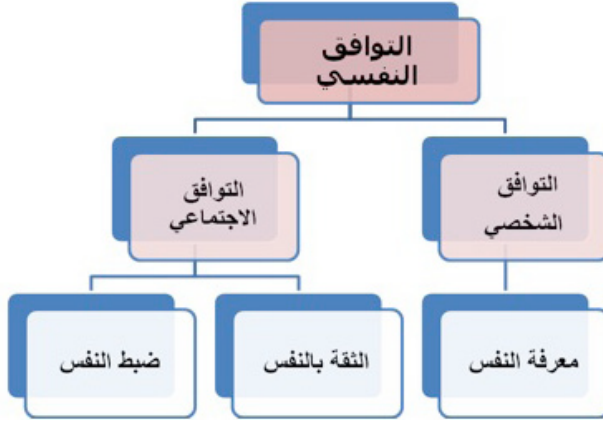 التوافق
النفسي
التوافق
الشخصي
التوافق
الاجتماعي
معرفة النفس
الثقة بالنفس
ضبط النفس